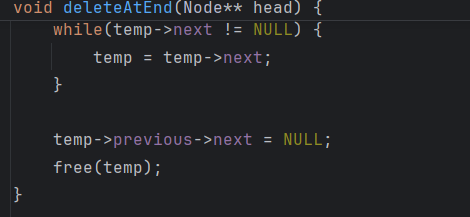 void deleteAtEnd(Node** head) {
    while(temp->next != NULL) {
        temp = temp->next;
    }

    temp->previous->next = NULL;
    free(temp);
}